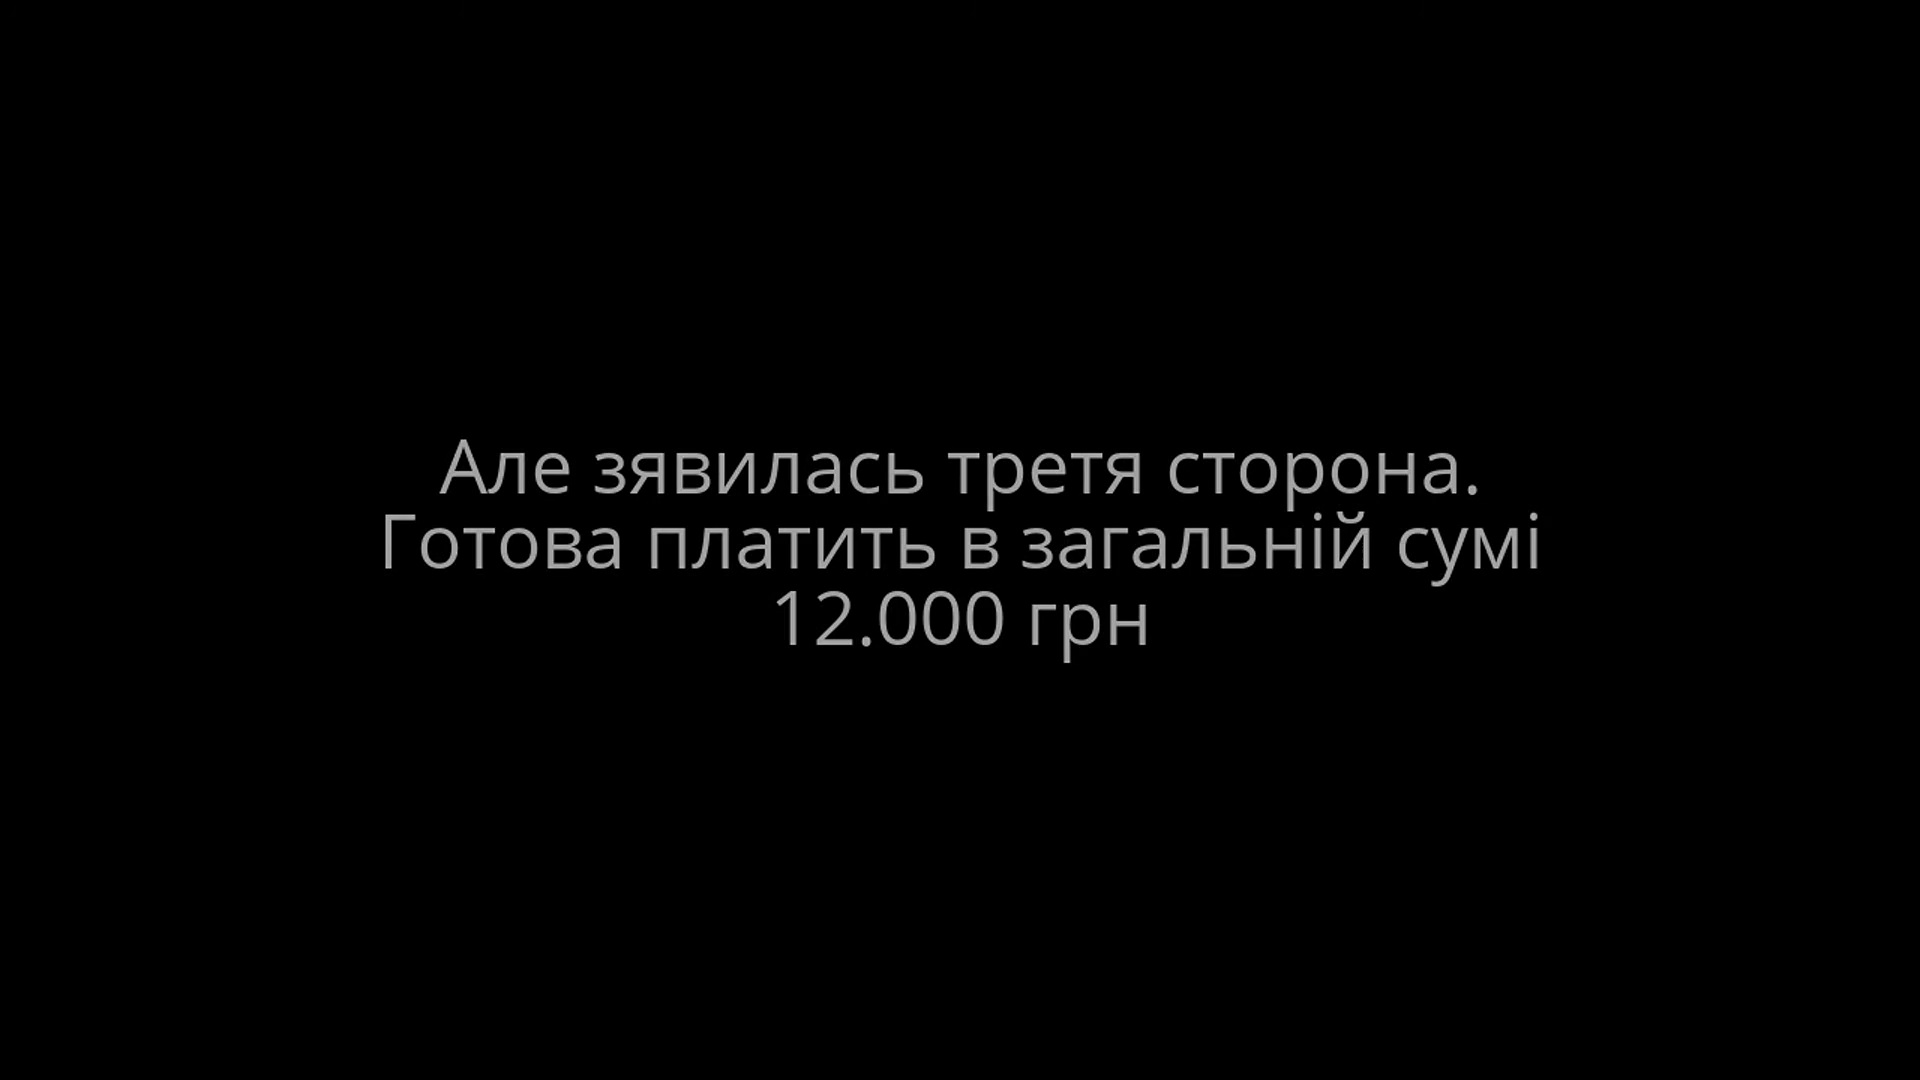 Але зявилась третя сторона.
Готова платить в загальній сумі
12.000 грн